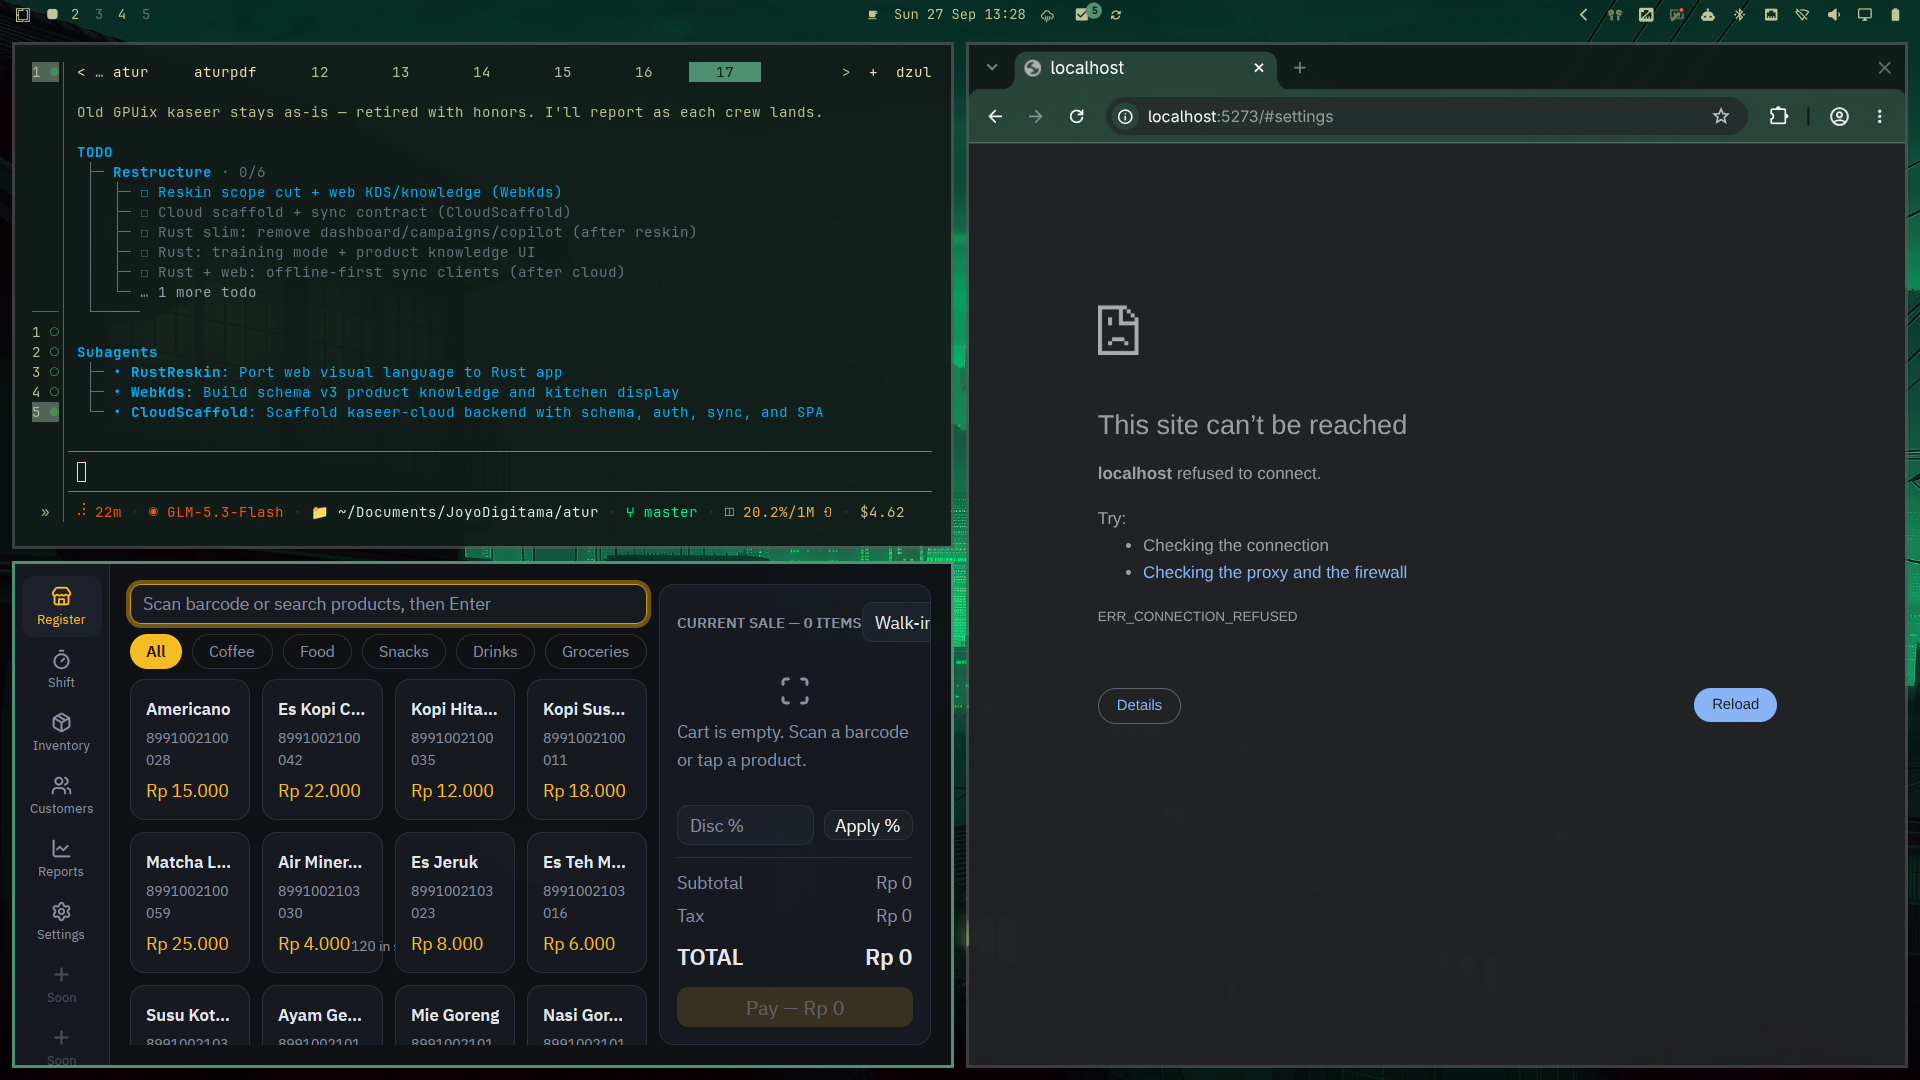 2 3 4 5
Sun 27 Sep 13:28
5
1
< … atur aturpdf 12 13 14 15 16 17 > + dzul
Old GPUix kaseer stays as-is — retired with honors. I'll report as each crew lands.
TODO
Restructure · 0/6
□ Reskin scope cut + web KDS/knowledge (WebKds)
□ Cloud scaffold + sync contract (CloudScaffold)
□ Rust slim: remove dashboard/campaigns/copilot (after reskin)
□ Rust: training mode + product knowledge UI
□ Rust + web: offline-first sync clients (after cloud)
… 1 more todo
1
2
3
4
5
Subagents
• RustReskin: Port web visual language to Rust app
• WebKds: Build schema v3 product knowledge and kitchen display
• CloudScaffold: Scaffold kaseer-cloud backend with schema, auth, sync, and SPA
» 22m · GLM-5.3-Flash · ~/Documents/JoyoDigitama/atur · master · 20.2%/1M · $4.62
Register
Shift
Inventory
Customers
Reports
Settings
Soon
Soon
Scan barcode or search products, then Enter
All Coffee Food Snacks Drinks Groceries
Americano
8991002100
028
Rp 15.000
Es Kopi C...
8991002100
042
Rp 22.000
Kopi Hita...
8991002100
035
Rp 12.000
Kopi Sus...
8991002100
011
Rp 18.000
Matcha L...
8991002100
059
Rp 25.000
Air Miner...
8991002103
030
Rp 4.000 120 in s
Es Jeruk
8991002103
023
Rp 8.000
Es Teh M...
8991002103
016
Rp 6.000
Susu Kot...
8991002103
Ayam Ge...
8991002101
Mie Goreng
8991002101
Nasi Gor...
8991002101
CURRENT SALE — 0 ITEMS
Walk-in
Cart is empty. Scan a barcode
or tap a product.
Disc %
Apply %
Subtotal Rp 0
Tax Rp 0
TOTAL Rp 0
Pay — Rp 0
localhost
localhost:5273/#settings
This site can’t be reached
localhost refused to connect.
Try:
• Checking the connection
• Checking the proxy and the firewall
ERR_CONNECTION_REFUSED
Details
Reload